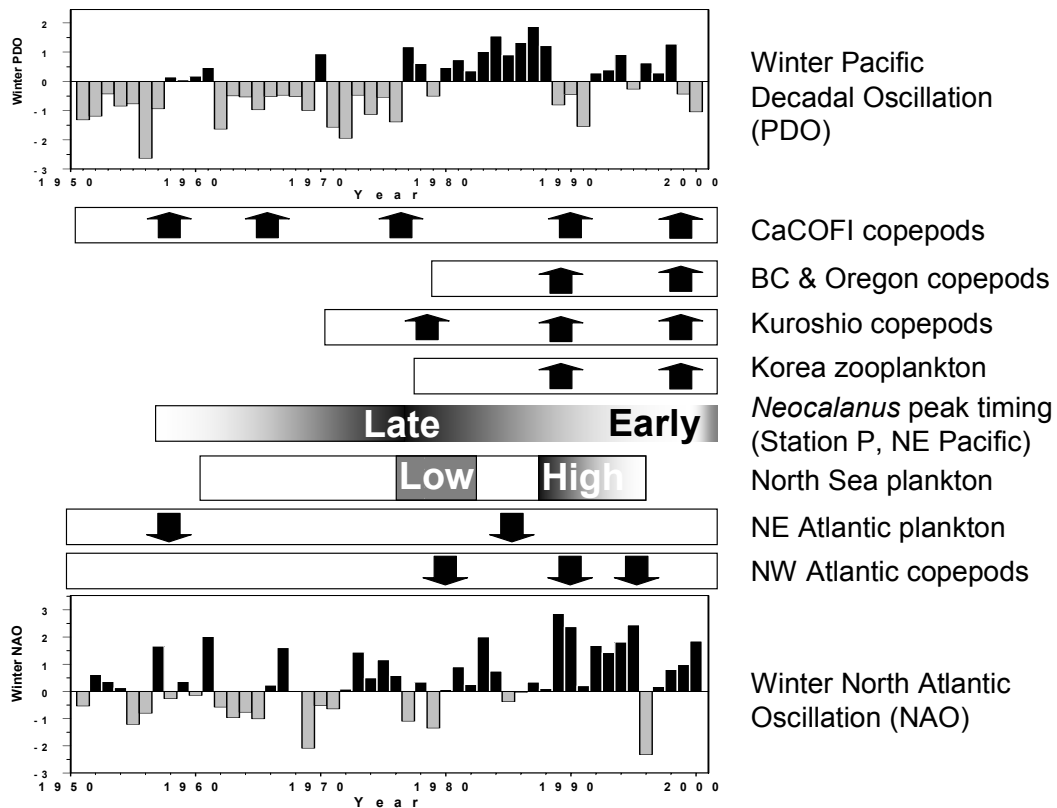 Winter PDO
2
1
0
- 1
- 2
- 3
1950 1960 1970 1980 1990 2000
Year
Winter Pacific
Decadal Oscillation
(PDO)
CaCOFI copepods
BC & Oregon copepods
Kuroshio copepods
Korea zooplankton
Late Early
Neocalanus peak timing
(Station P, NE Pacific)
Low High
North Sea plankton
NE Atlantic plankton
NW Atlantic copepods
Winter NAO
3
2
1
0
- 1
- 2
- 3
1950 1960 1970 1980 1990 2000
Year
Winter North Atlantic
Oscillation (NAO)